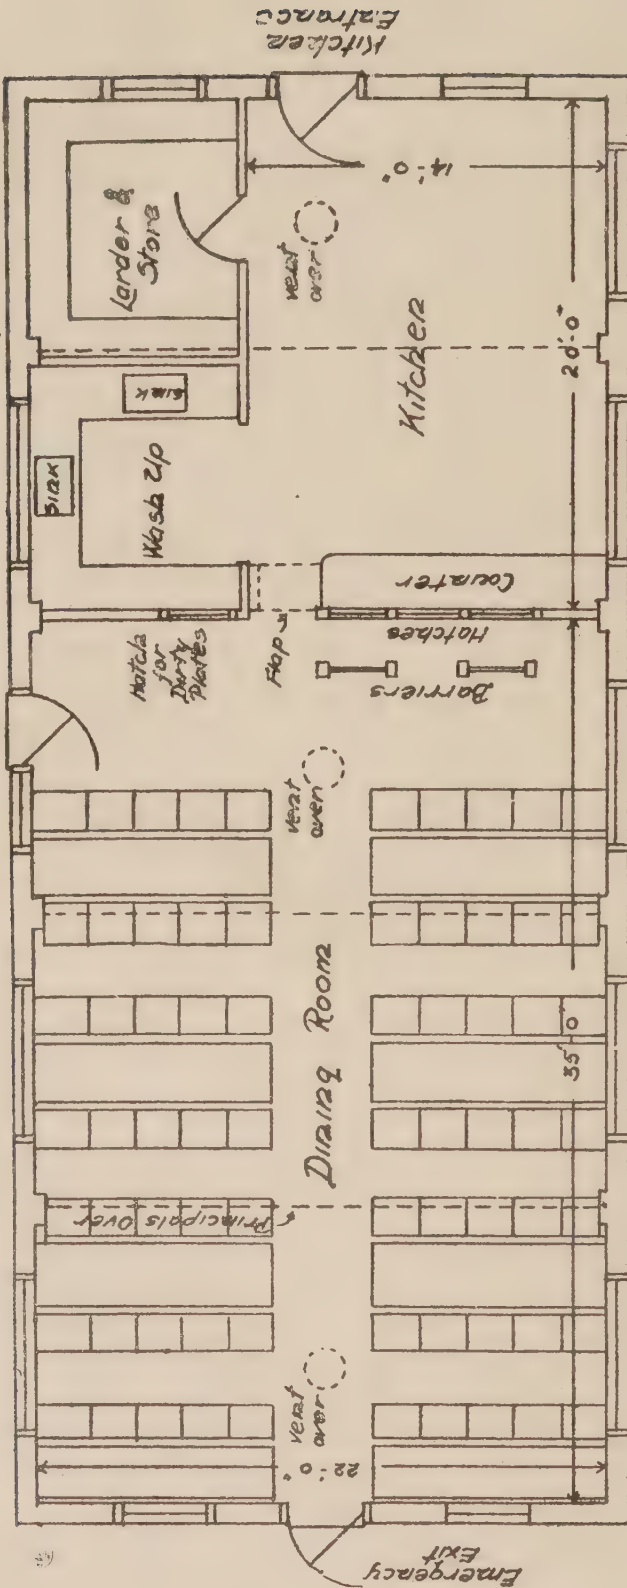 Kitchen
Entrance
Larder &
Store
14'-0"
vent
over
Kitchen
20'-0"
Sink
Sink
Wash Up
Counter
Hatches
Hatch
for
Dirty
Plates
Flap
Barriers
vent
over
Dining Room
35'-0"
Principals Over
vent
over
22'-0"
Emergency
Exit